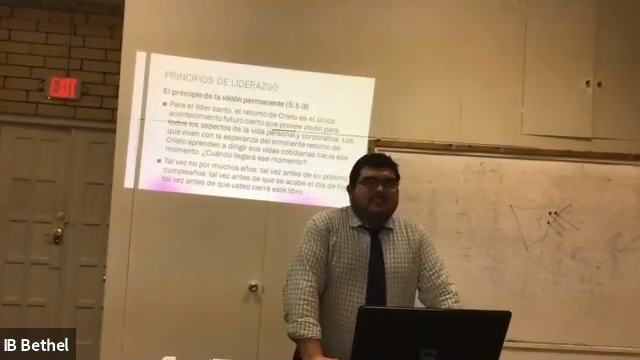 EXIT
PRINCIPIOS DE LIDERAZGO
El principio de la visión permanente (5:1-3)
Para el líder santo, el retorno de Cristo es el único
acontecimiento futuro cierto que provee visión para
todos los aspectos de la vida personal y corporativa. Los
que viven con la esperanza del inminente retorno de
Cristo aprenden a dirigir sus vidas cotidianas hacia ese
momento. ¿Cuándo llegará ese momento?
Tal vez no por muchos años; tal vez antes de su próximo
cumpleaños; tal vez antes de que se acabe el día de
tal vez antes de que usted cierre este libro.
IB Bethel